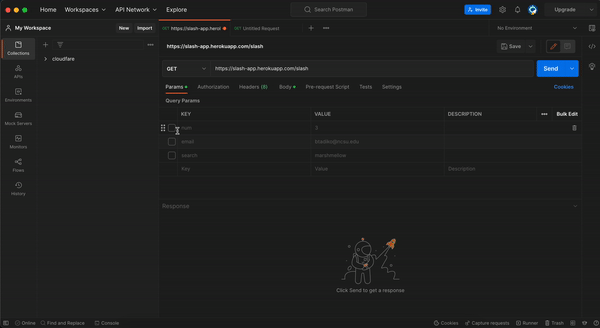 Home Workspaces API Network Explore Search Postman Invite Upgrade
My Workspace New Import https://slash-app.herol Untitled Request No Environment
Collections cloudfare https://slash-app.herokuapp.com/slash Save
APIs GET https://slash-app.herokuapp.com/slash Send
Environments Params Authorization Headers (8) Body Pre-request Script Tests Settings Cookies
Query Params
Mock Servers KEY VALUE DESCRIPTION Bulk Edit
num 3
Monitors email
search marshmellow
Flows Key Value Description
History
Response
Click Send to get a response
Online Find and Replace Console Cookies Capture requests Runner Trash